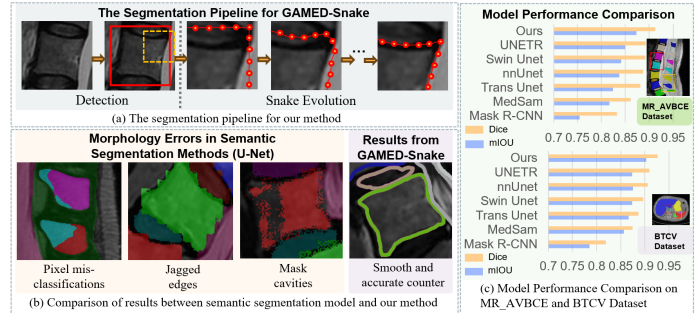 The Segmentation Pipeline for GAMED-Snake
...
Detection
Snake Evolution
(a) The segmentation pipeline for our method
Morphology Errors in Semantic
Segmentation Methods (U-Net)
Results from
GAMED-Snake
Pixel mis-
classifications
Jagged
edges
Mask
cavities
Smooth and
accurate counter
(b) Comparison of results between semantic segmentation model and our method
Model Performance Comparison
Ours
UNETR
Swin Unet
nnUnet
Trans Unet
MedSam
Mask R-CNN
MR_AVBCE
Dataset
Dice
mIOU
0.7 0.75 0.8 0.85 0.9 0.95
Ours
UNETR
nnUnet
Swin Unet
Trans Unet
MedSam
Mask R-CNN
BTCV
Dataset
Dice
mIOU
0.7 0.75 0.8 0.85 0.9 0.95
(c) Model Performance Comparison on
MR_AVBCE and BTCV Dataset